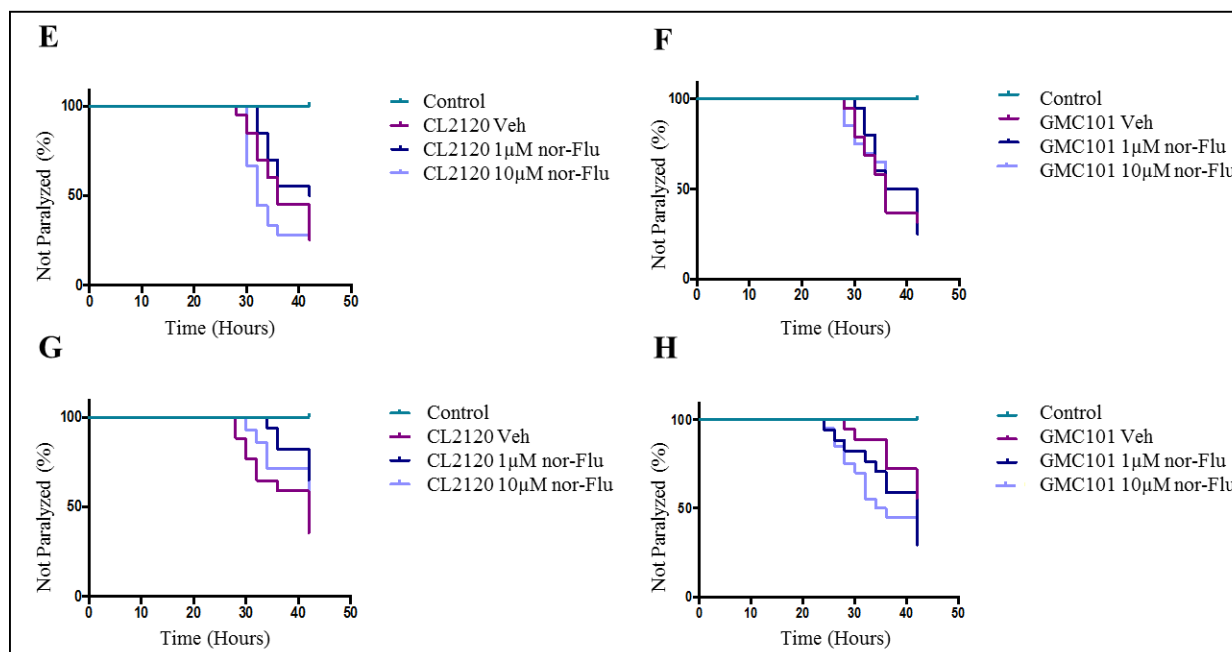 E
Not Paralyzed (%)
100
50
0
0 10 20 30 40 50
Time (Hours)
Control
CL2120 Veh
CL2120 1µM nor-Flu
CL2120 10µM nor-Flu
F
Not Paralyzed (%)
100
50
0
0 10 20 30 40 50
Time (Hours)
Control
GMC101 Veh
GMC101 1µM nor-Flu
GMC101 10µM nor-Flu
G
Not Paralyzed (%)
100
50
0
0 10 20 30 40 50
Time (Hours)
Control
CL2120 Veh
CL2120 1µM nor-Flu
CL2120 10µM nor-Flu
H
Not Paralyzed (%)
100
50
0
0 10 20 30 40 50
Time (Hours)
Control
GMC101 Veh
GMC101 1µM nor-Flu
GMC101 10µM nor-Flu